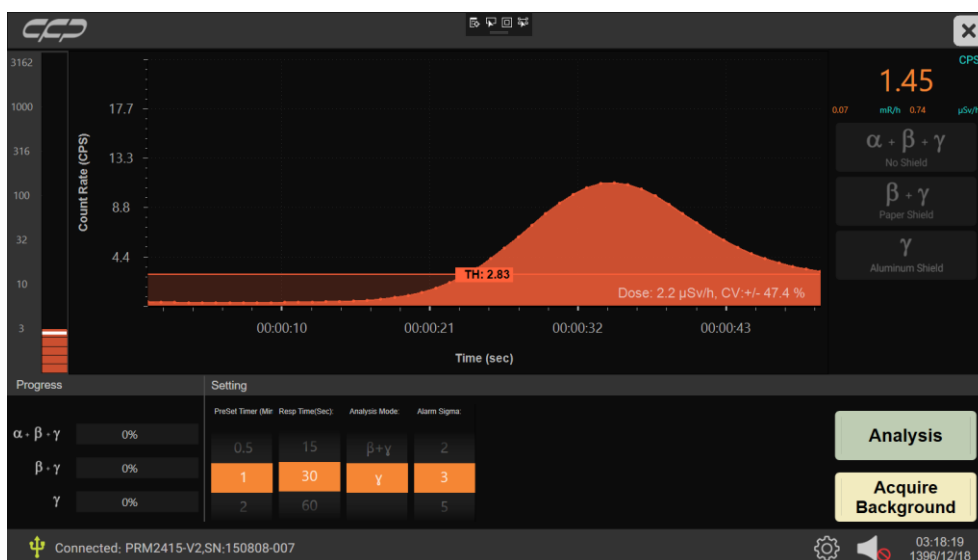 CCP
3162
1000
316
100
32
10
3
Count Rate (CPS)
17.7
13.3
8.8
4.4
TH: 2.83
Dose: 2.2 µSv/h, CV:+/- 47.4 %
00:00:10 00:00:21 00:00:32 00:00:43
Time (sec)
CPS
1.45
0.07 mR/h 0.74 µSv/h
α + β + γ
No Shield
β + γ
Paper Shield
γ
Aluminum Shield
Progress
α + β + γ 0%
β + γ 0%
γ 0%
Setting
PreSet Timer (Min Resp Time(Sec): Analysis Mode: Alarm Sigma:
0.5 15 β+γ 2
1 30 γ 3
2 60 5
Analysis
Acquire
Background
Connected: PRM2415-V2,SN:150808-007
03:18:19
1396/12/18